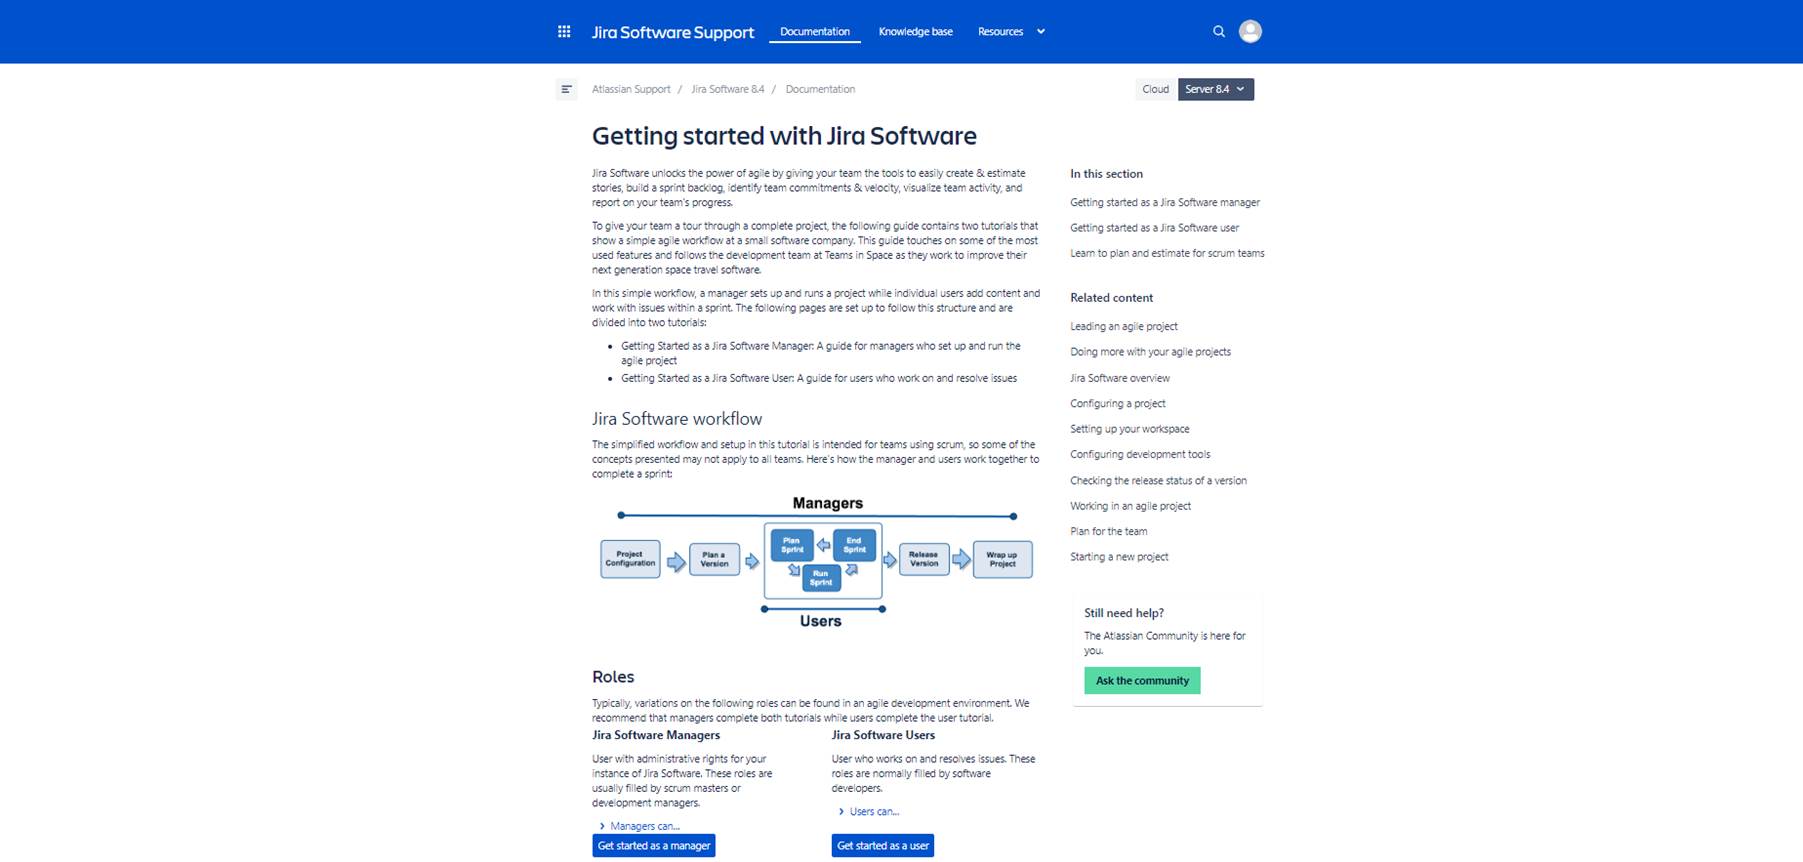 Jira Software Support
Documentation
Knowledge base
Resources
Atlassian Support / Jira Software 8.4 / Documentation
Cloud
Server 8.4
Getting started with Jira Software
Jira Software unlocks the power of agile by giving your team the tools to easily create & estimate
stories, build a sprint backlog, identify team commitments & velocity, visualize team activity, and
report on your team's progress.
To give your team a tour through a complete project, the following guide contains two tutorials that
show a simple agile workflow at a small software company. This guide touches on some of the most
used features and follows the development team at Teams in Space as they work to improve their
next generation space travel software.
In this simple workflow, a manager sets up and runs a project while individual users add content and
work with issues within a sprint. The following pages are set up to follow this structure and are
divided into two tutorials:
• Getting Started as a Jira Software Manager: A guide for managers who set up and run the
agile project
• Getting Started as a Jira Software User: A guide for users who work on and resolve issues
Jira Software workflow
The simplified workflow and setup in this tutorial is intended for teams using scrum, so some of the
concepts presented may not apply to all teams. Here's how the manager and users work together to
complete a sprint:
Managers
Project
Configuration
Plan a
Version
Plan
Sprint
End
Sprint
Run
Sprint
Release
Version
Wrap up
Project
Users
Roles
Typically, variations on the following roles can be found in an agile development environment. We
recommend that managers complete both tutorials while users complete the user tutorial.
Jira Software Managers
User with administrative rights for your
instance of Jira Software. These roles are
usually filled by scrum masters or
development managers.
Managers can...
Get started as a manager
Jira Software Users
User who works on and resolves issues. These
roles are normally filled by software
developers.
Users can...
Get started as a user
In this section
Getting started as a Jira Software manager
Getting started as a Jira Software user
Learn to plan and estimate for scrum teams
Related content
Leading an agile project
Doing more with your agile projects
Jira Software overview
Configuring a project
Setting up your workspace
Configuring development tools
Checking the release status of a version
Working in an agile project
Plan for the team
Starting a new project
Still need help?
The Atlassian Community is here for
you.
Ask the community